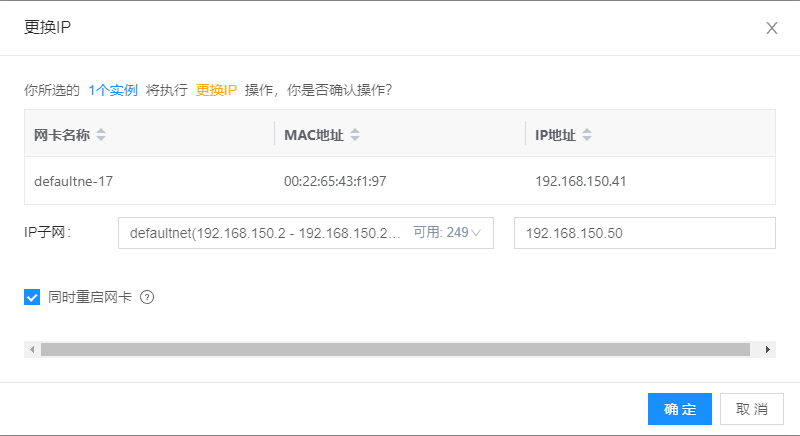 更换IP
你所选的 1个实例 将执行 更换IP 操作，你是否确认操作？
网卡名称 MAC地址 IP地址
defaultne-17 00:22:65:43:f1:97 192.168.150.41
IP子网： defaultnet(192.168.150.2 - 192.168.150.2... 可用: 249 192.168.150.50
同时重启网卡 ?
确 定 取 消